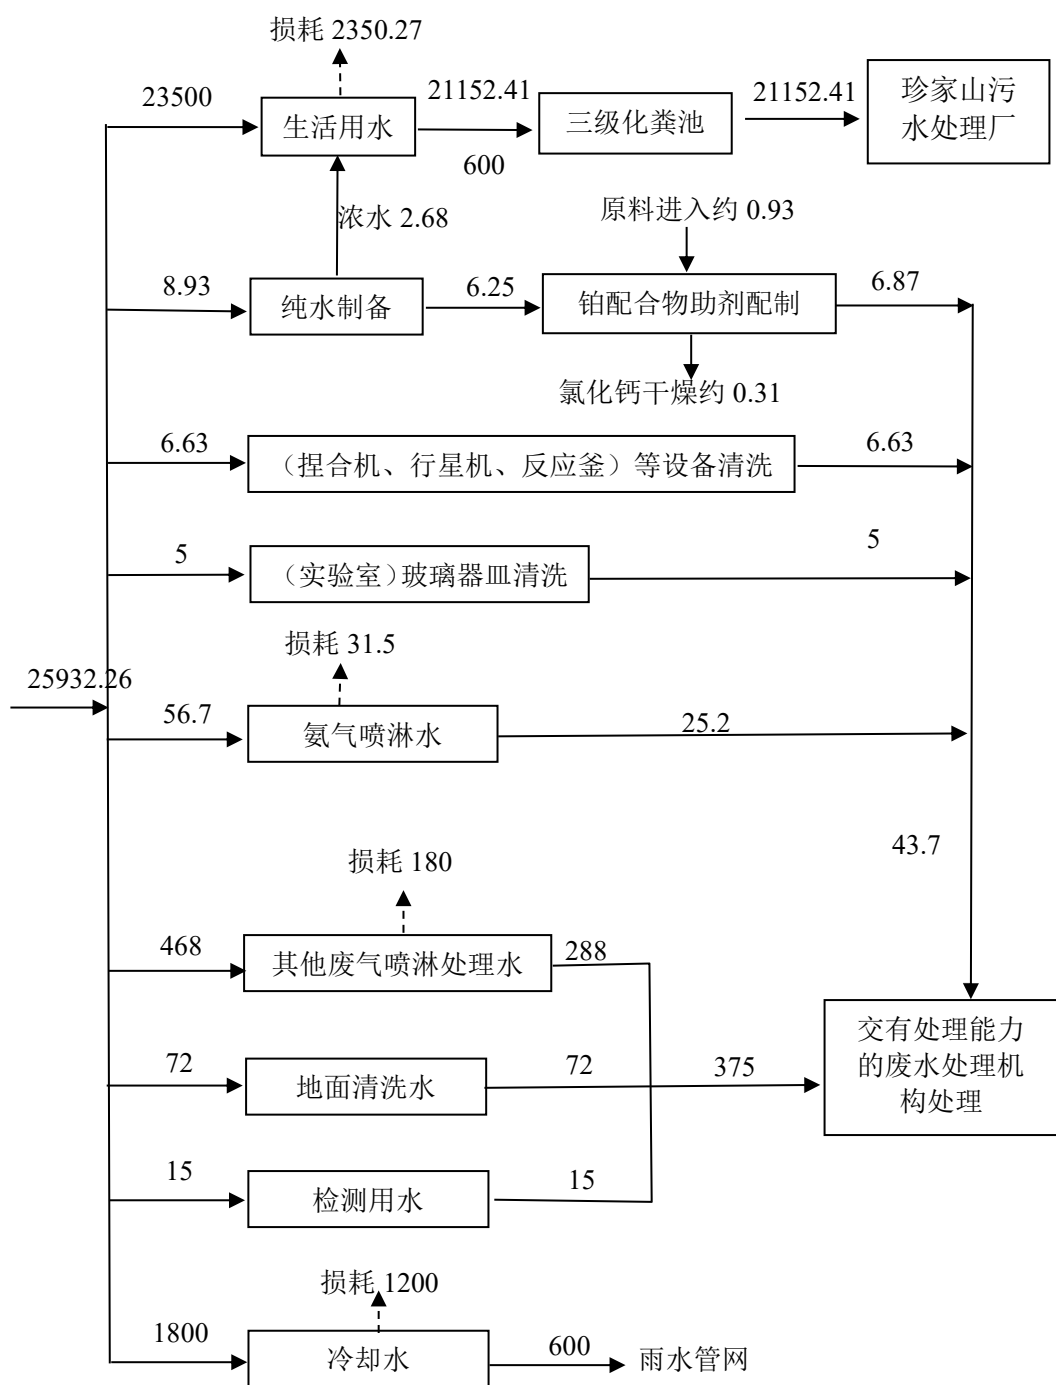 损耗 2350.27
23500
生活用水
21152.41
600
三级化粪池
21152.41
珍家山污
水处理厂
浓水 2.68
原料进入约 0.93
8.93
纯水制备
6.25
铂配合物助剂配制
6.87
氯化钙干燥约 0.31
6.63
（捏合机、行星机、反应釜）等设备清洗
6.63
5
（实验室）玻璃器皿清洗
5
损耗 31.5
25932.26
56.7
氨气喷淋水
25.2
43.7
损耗 180
468
其他废气喷淋处理水
288
72
地面清洗水
72
375
交有处理能力
的废水处理机
构处理
15
检测用水
15
损耗 1200
1800
冷却水
600
雨水管网